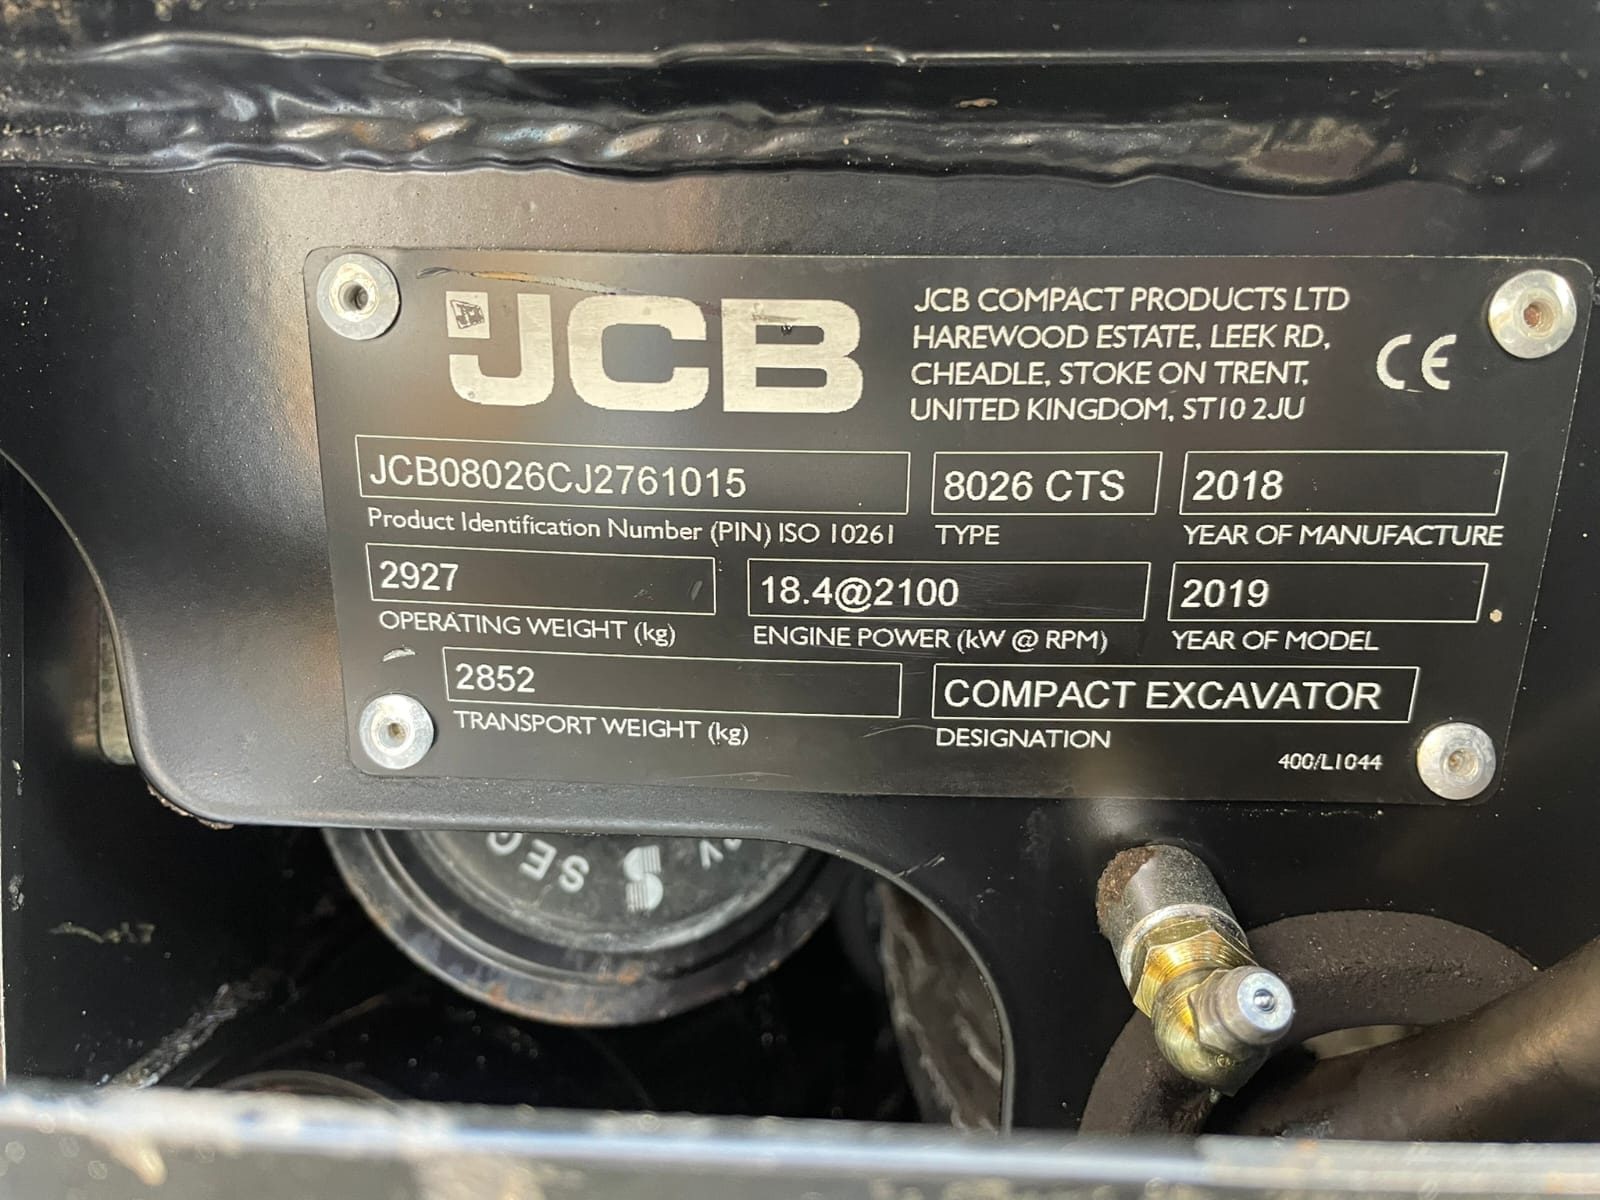 JCB
JCB COMPACT PRODUCTS LTD
HAREWOOD ESTATE, LEEK RD,
CHEADLE, STOKE ON TRENT,
UNITED KINGDOM, ST10 2JU
CE
JCB08026CJ2761015
Product Identification Number (PIN) ISO 10261
8026 CTS
TYPE
2018
YEAR OF MANUFACTURE
2927
OPERATING WEIGHT (kg)
18.4@2100
ENGINE POWER (kW @ RPM)
2019
YEAR OF MODEL
2852
TRANSPORT WEIGHT (kg)
COMPACT EXCAVATOR
DESIGNATION
400/L1044